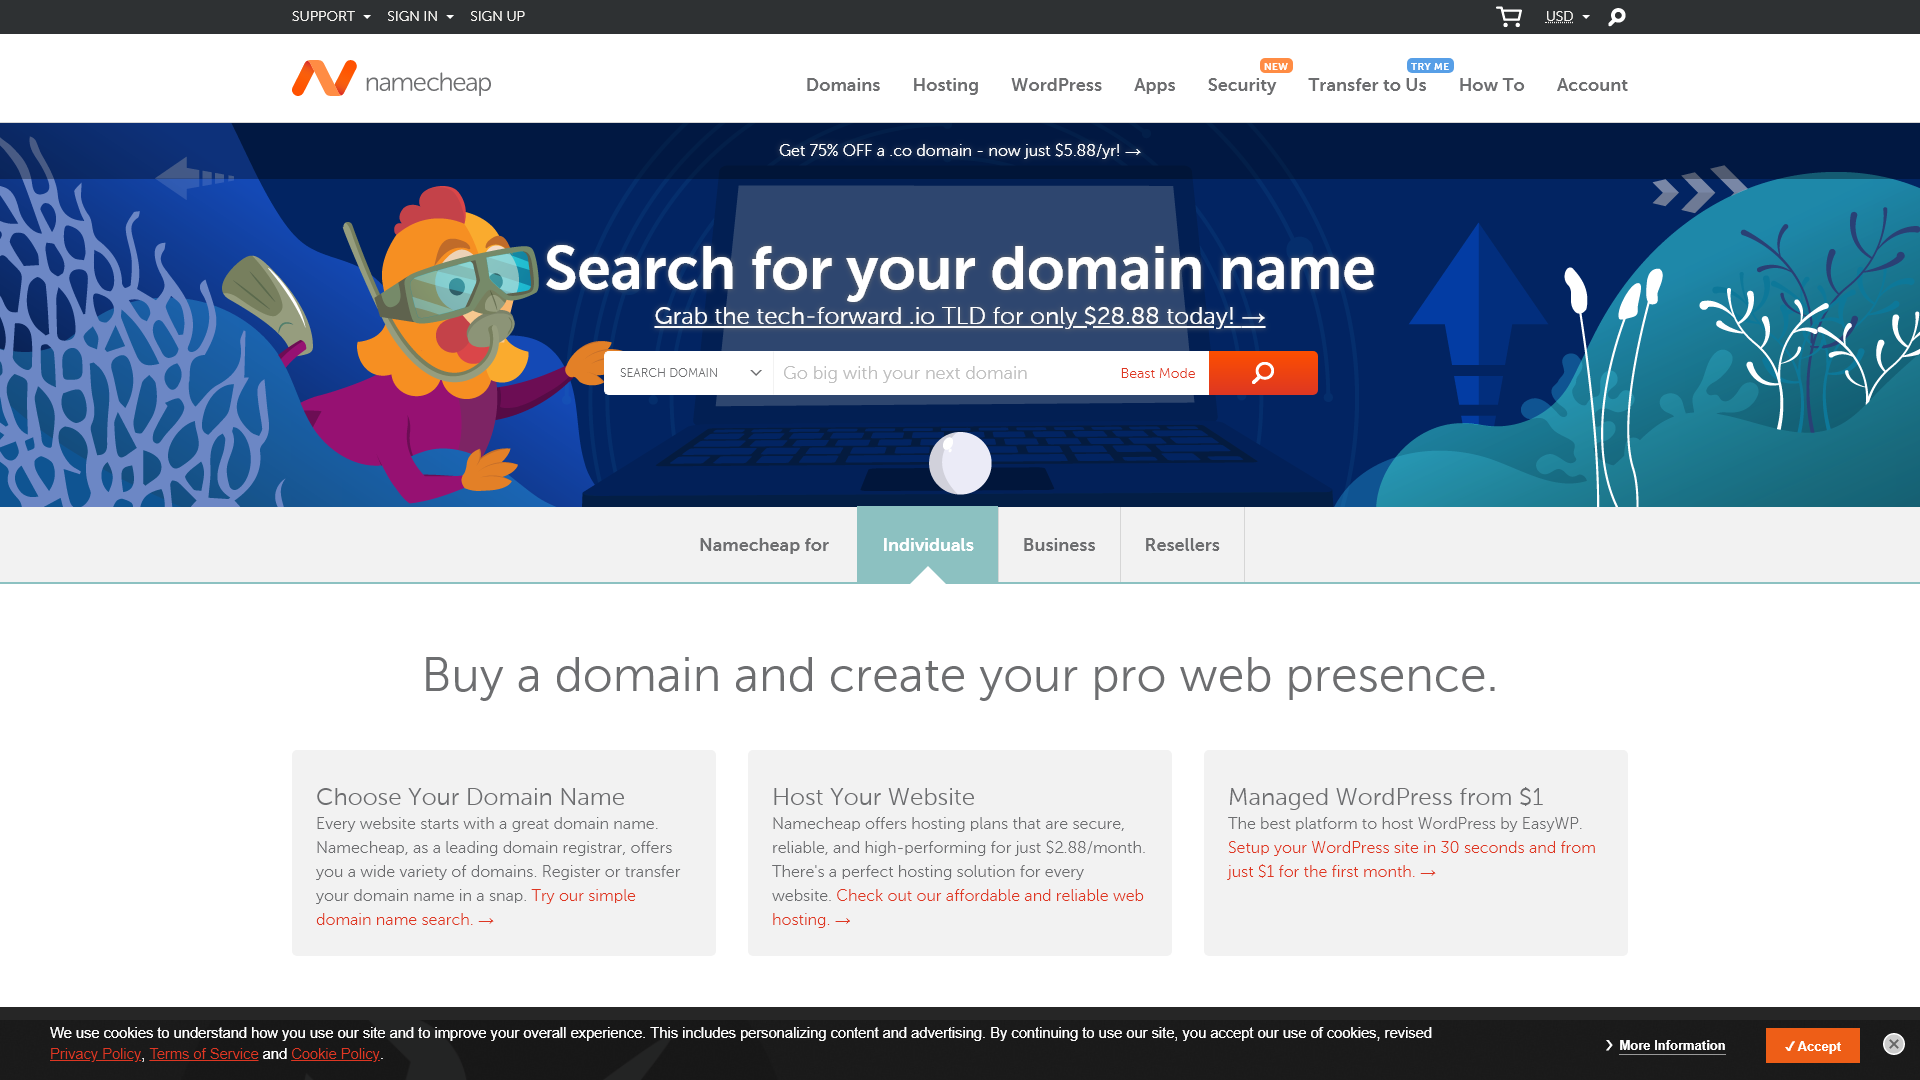 SUPPORT SIGN IN SIGN UP USD
namecheap
NEW TRY ME
Domains Hosting WordPress Apps Security Transfer to Us How To Account
Get 75% OFF a .co domain - now just $5.88/yr! →
Search for your domain name
Grab the tech-forward .io TLD for only $28.88 today! →
SEARCH DOMAIN Go big with your next domain Beast Mode
Namecheap for Individuals Business Resellers
Buy a domain and create your pro web presence.
Choose Your Domain Name
Every website starts with a great domain name.
Namecheap, as a leading domain registrar, offers
you a wide variety of domains. Register or transfer
your domain name in a snap. Try our simple
domain name search. →
Host Your Website
Namecheap offers hosting plans that are secure,
reliable, and high-performing for just $2.88/month.
There's a perfect hosting solution for every
website. Check out our affordable and reliable web
hosting. →
Managed WordPress from $1
The best platform to host WordPress by EasyWP.
Setup your WordPress site in 30 seconds and from
just $1 for the first month. →
We use cookies to understand how you use our site and to improve your overall experience. This includes personalizing content and advertising. By continuing to use our site, you accept our use of cookies, revised
Privacy Policy, Terms of Service and Cookie Policy.
More Information
✓Accept